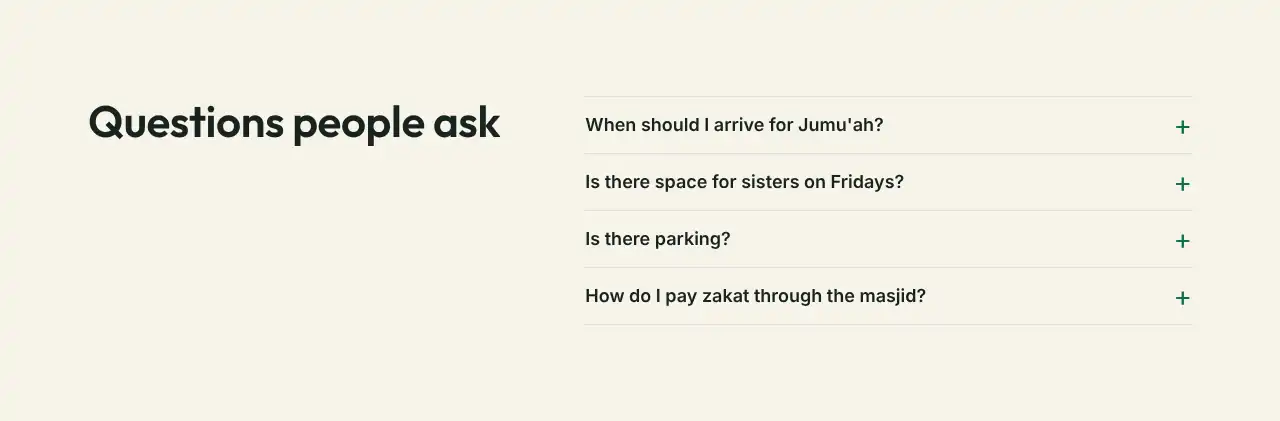 Questions people ask
When should I arrive for Jumu'ah?
Is there space for sisters on Fridays?
Is there parking?
How do I pay zakat through the masjid?